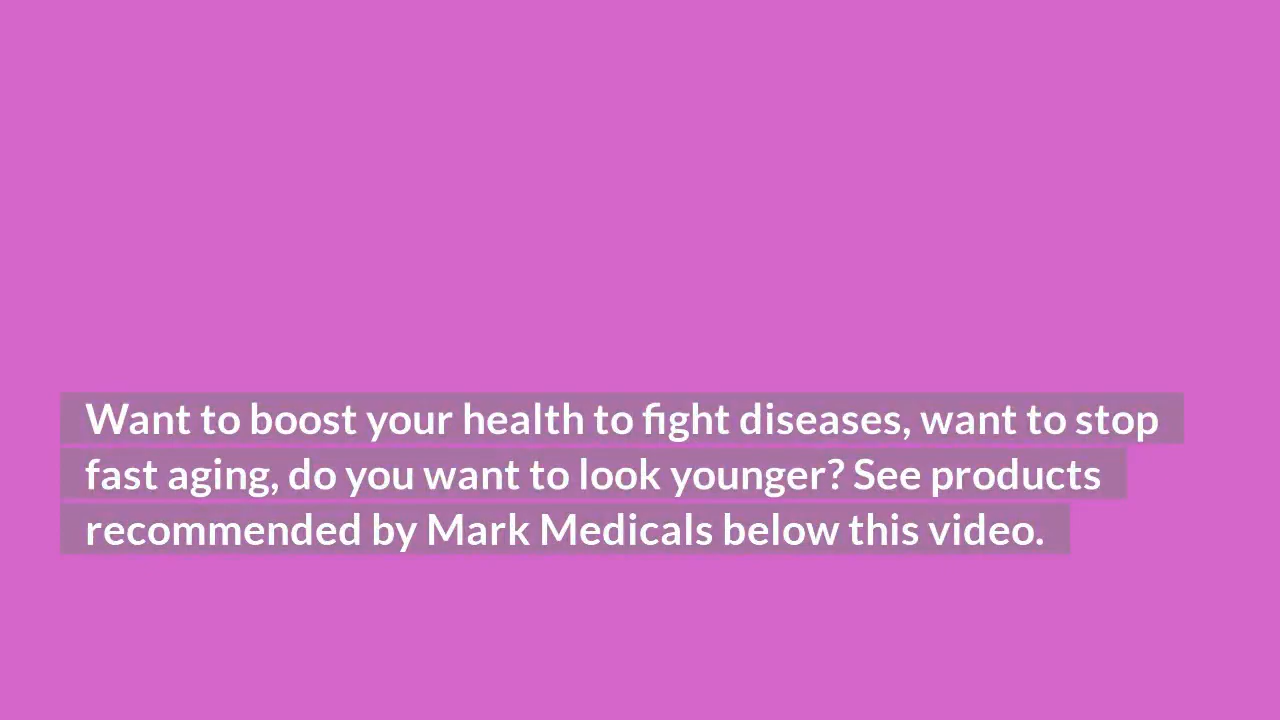 Want to boost your health to fight diseases, want to stop
fast aging, do you want to look younger? See products
recommended by Mark Medicals below this video.